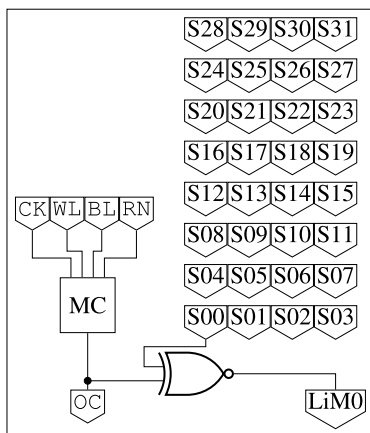 S28 S29 S30 S31
S24 S25 S26 S27
S20 S21 S22 S23
S16 S17 S18 S19
S12 S13 S14 S15
CK WL BL RN
S08 S09 S10 S11
S04 S05 S06 S07
MC
S00 S01 S02 S03
OC
LiM0